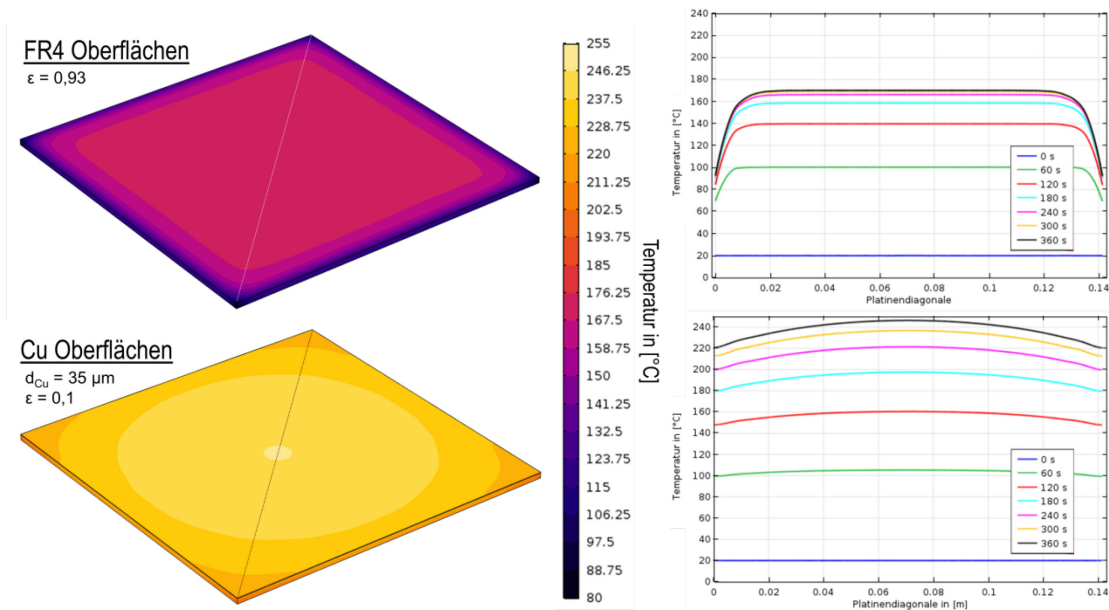 FR4 Oberflächen
ε = 0,93
Cu Oberflächen
d_Cu = 35 µm
ε = 0,1
255
246.25
237.5
228.75
220
211.25
202.5
193.75
185
176.25
167.5
158.75
150
141.25
132.5
123.75
115
106.25
97.5
88.75
80
Temperatur in [°C]
240
220
200
180
160
140
120
100
80
60
40
20
0
Temperatur in [°C]
0 s
60 s
120 s
180 s
240 s
300 s
360 s
0
0.02
0.04
0.06
0.08
0.1
0.12
0.14
Platinendiagonale
240
220
200
180
160
140
120
100
80
60
40
20
0
Temperatur in [°C]
0 s
60 s
120 s
180 s
240 s
300 s
360 s
0
0.02
0.04
0.06
0.08
0.1
0.12
0.14
Platinendiagonale in [m]